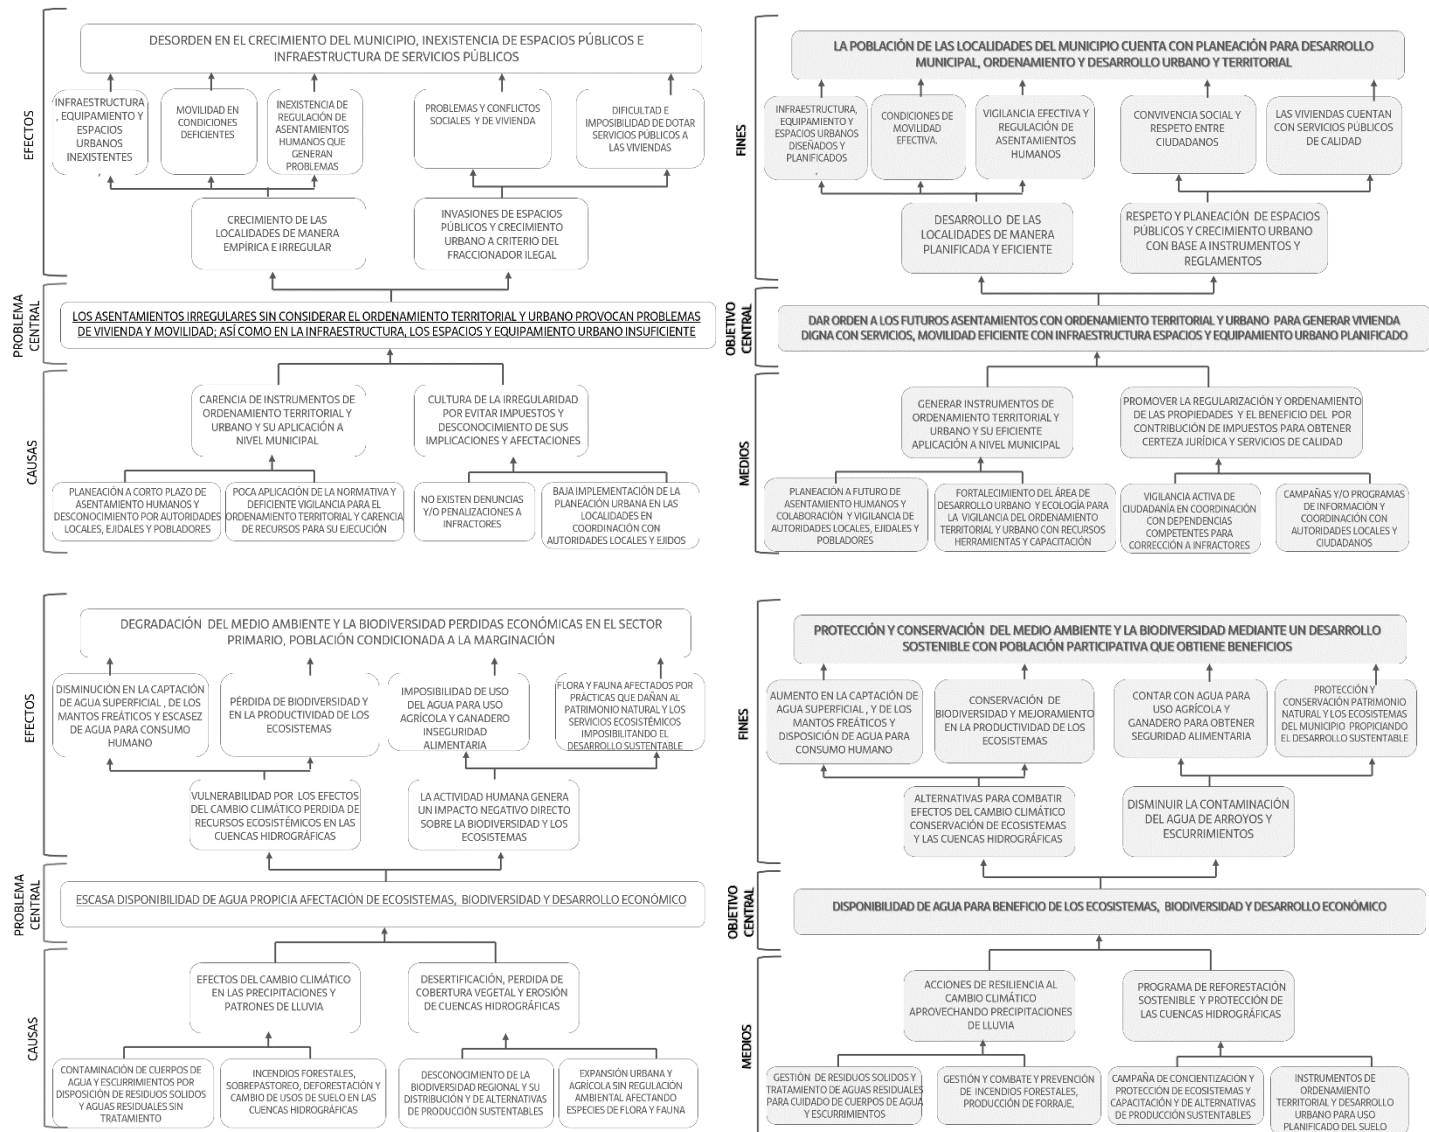 EFECTOS
DESORDEN EN EL CRECIMIENTO DEL MUNICIPIO, INEXISTENCIA DE ESPACIOS PÚBLICOS E
INFRAESTRUCTURA DE SERVICIOS PÚBLICOS
INFRAESTRUCTURA
, EQUIPAMIENTO Y
ESPACIOS
URBANOS
INEXISTENTES
MOVILIDAD EN
CONDICIONES
DEFICIENTES
INEXISTENCIA DE
REGULACIÓN DE
ASENTAMIENTOS
HUMANOS QUE
GENERAN
PROBLEMAS
PROBLEMAS Y CONFLICTOS
SOCIALES Y DE VIVIENDA
DIFICULTAD E
IMPOSIBILIDAD DE DOTAR
SERVICIOS PÚBLICOS A
LAS VIVIENDAS
CRECIMIENTO DE LAS
LOCALIDADES DE MANERA
EMPÍRICA E IRREGULAR
INVASIONES DE ESPACIOS
PÚBLICOS Y CRECIMIENTO
URBANO A CRITERIO DEL
FRACCIONADOR ILEGAL
PROBLEMA
CENTRAL
LOS ASENTAMIENTOS IRREGULARES SIN CONSIDERAR EL ORDENAMIENTO TERRITORIAL Y URBANO PROVOCAN PROBLEMAS
DE VIVIENDA Y MOVILIDAD; ASÍ COMO EN LA INFRAESTRUCTURA, LOS ESPACIOS Y EQUIPAMIENTO URBANO INSUFICIENTE
CAUSAS
CARENCIA DE INSTRUMENTOS DE
ORDENAMIENTO TERRITORIAL Y
URBANO Y SU APLICACIÓN A
NIVEL MUNICIPAL
CULTURA DE LA IRREGULARIDAD
POR EVITAR IMPUESTOS Y
DESCONOCIMIENTO DE SUS
IMPLICACIONES Y AFECTACIONES
PLANEACIÓN A CORTO PLAZO DE
ASENTAMIENTO HUMANOS Y
DESCONOCIMIENTO POR AUTORIDADES
LOCALES, EJIDALES Y POBLADORES
POCA APLICACIÓN DE LA NORMATIVA Y
DEFICIENTE VIGILANCIA PARA EL
ORDENAMIENTO TERRITORIAL Y CARENCIA
DE RECURSOS PARA SU EJECUCIÓN
NO EXISTEN DENUNCIAS
Y/O PENALIZACIONES A
INFRACTORES
BAJA IMPLEMENTACIÓN DE LA
PLANEACIÓN URBANA EN LAS
LOCALIDADES EN
COORDINACIÓN CON
AUTORIDADES LOCALES Y EJIDOS
FINES
LA POBLACIÓN DE LAS LOCALIDADES DEL MUNICIPIO CUENTA CON PLANEACIÓN PARA DESARROLLO
MUNICIPAL, ORDENAMIENTO Y DESARROLLO URBANO Y TERRITORIAL
INFRAESTRUCTURA,
EQUIPAMIENTO Y
ESPACIOS URBANOS
DISEÑADOS Y
PLANIFICADOS
.
CONDICIONES DE
MOVILIDAD
EFECTIVA.
VIGILANCIA EFECTIVA Y
REGULACIÓN DE
ASENTAMIENTOS
HUMANOS
CONVIVENCIA SOCIAL Y
RESPETO ENTRE
CIUDADANOS
LAS VIVIENDAS CUENTAN
CON SERVICIOS PÚBLICOS
DE CALIDAD
DESARROLLO DE LAS
LOCALIDADES DE MANERA
PLANIFICADA Y EFICIENTE
RESPETO Y PLANEACIÓN DE ESPACIOS
PÚBLICOS Y CRECIMIENTO URBANO
CON BASE A INSTRUMENTOS Y
REGLAMENTOS
OBJETIVO
CENTRAL
DAR ORDEN A LOS FUTUROS ASENTAMIENTOS CON ORDENAMIENTO TERRITORIAL Y URBANO PARA GENERAR VIVIENDA
DIGNA CON SERVICIOS, MOVILIDAD EFICIENTE CON INFRAESTRUCTURA ESPACIOS Y EQUIPAMIENTO URBANO PLANIFICADO
MEDIOS
GENERAR INSTRUMENTOS DE
ORDENAMIENTO TERRITORIAL Y
URBANO Y SU EFICIENTE
APLICACIÓN A NIVEL MUNICIPAL
PROMOVER LA REGULARIZACIÓN Y ORDENAMIENTO
DE LAS PROPIEDADES Y EL BENEFICIO DEL POR
CONTRIBUCIÓN DE IMPUESTOS PARA OBTENER
CERTEZA JURÍDICA Y SERVICIOS DE CALIDAD
PLANEACIÓN A FUTURO DE
ASENTAMIENTO HUMANOS Y
COLABORACIÓN Y VIGILANCIA DE
AUTORIDADES LOCALES, EJIDALES Y
POBLADORES
FORTALECIMIENTO DEL ÁREA DE
DESARROLLO URBANO Y ECOLOGÍA PARA
LA VIGILANCIA DEL ORDENAMIENTO
TERRITORIAL Y URBANO CON RECURSOS
HERRAMIENTAS Y CAPACITACIÓN
VIGILANCIA ACTIVA DE
CIUDADANÍA EN COORDINACIÓN
CON DEPENDENCIAS
COMPETENTES PARA
CORRECCIÓN A INFRACTORES
CAMPAÑAS Y/O PROGRAMAS
DE INFORMACIÓN Y
COORDINACIÓN CON
AUTORIDADES LOCALES Y
CIUDADANOS
EFECTOS
DEGRADACIÓN DEL MEDIO AMBIENTE Y LA BIODIVERSIDAD PERDIDAS ECONÓMICAS EN EL SECTOR
PRIMARIO, POBLACIÓN CONDICIONADA A LA MARGINACIÓN
DISMINUCIÓN EN LA CAPTACIÓN
DE AGUA SUPERFICIAL , DE LOS
MANTOS FREÁTICOS Y ESCASEZ
DE AGUA PARA CONSUMO
HUMANO
PÉRDIDA DE BIODIVERSIDAD Y
EN LA PRODUCTIVIDAD DE LOS
ECOSISTEMAS
IMPOSIBILIDAD DE USO
DEL AGUA PARA USO
AGRÍCOLA Y GANADERO
INSEGURIDAD
ALIMENTARIA
FLORA Y FAUNA AFECTADOS POR
PRÁCTICAS QUE DAÑAN AL
PATRIMONIO NATURAL Y LOS
SERVICIOS ECOSISTÉMICOS
IMPOSIBILITANDO EL
DESARROLLO SUSTENTABLE
VULNERABILIDAD POR LOS EFECTOS
DEL CAMBIO CLIMÁTICO PERDIDA DE
RECURSOS ECOSISTÉMICOS EN LAS
CUENCAS HIDROGRÁFICAS
LA ACTIVIDAD HUMANA GENERA
UN IMPACTO NEGATIVO DIRECTO
SOBRE LA BIODIVERSIDAD Y LOS
ECOSISTEMAS
PROBLEMA
CENTRAL
ESCASA DISPONIBILIDAD DE AGUA PROPICIA AFECTACIÓN DE ECOSISTEMAS, BIODIVERSIDAD Y DESARROLLO ECONÓMICO
CAUSAS
EFECTOS DEL CAMBIO CLIMÁTICO
EN LAS PRECIPITACIONES Y
PATRONES DE LLUVIA
DESERTIFICACIÓN, PERDIDA DE
COBERTURA VEGETAL Y EROSIÓN
DE CUENCAS HIDROGRÁFICAS
CONTAMINACIÓN DE CUERPOS DE
AGUA Y ESCURRIMIENTOS POR
DISPOSICIÓN DE RESIDUOS SOLIDOS
Y AGUAS RESIDUALES SIN
TRATAMIENTO
INCENDIOS FORESTALES,
SOBREPASTOREO, DEFORESTACIÓN Y
CAMBIO DE USOS DE SUELO EN LAS
CUENCAS HIDROGRÁFICAS
DESCONOCIMIENTO DE LA
BIODIVERSIDAD REGIONAL Y SU
DISTRIBUCIÓN Y DE ALTERNATIVAS
DE PRODUCCIÓN SUSTENTABLES
EXPANSIÓN URBANA Y
AGRÍCOLA SIN REGULACIÓN
AMBIENTAL AFECTANDO
ESPECIES DE FLORA Y FAUNA
FINES
PROTECCIÓN Y CONSERVACIÓN DEL MEDIO AMBIENTE Y LA BIODIVERSIDAD MEDIANTE UN DESARROLLO
SOSTENIBLE CON POBLACIÓN PARTICIPATIVA QUE OBTIENE BENEFICIOS
AUMENTO EN LA CAPTACIÓN DE
AGUA SUPERFICIAL , Y DE LOS
MANTOS FREÁTICOS Y
DISPOSICIÓN DE AGUA PARA
CONSUMO HUMANO
CONSERVACIÓN DE
BIODIVERSIDAD Y MEJORAMIENTO
EN LA PRODUCTIVIDAD DE LOS
ECOSISTEMAS
CONTAR CON AGUA PARA
USO AGRÍCOLA Y
GANADERO PARA OBTENER
SEGURIDAD ALIMENTARIA
PROTECCIÓN Y
CONSERVACIÓN PATRIMONIO
NATURAL Y LOS ECOSISTEMAS
DEL MUNICIPIO PROPICIANDO
EL DESARROLLO SUSTENTABLE
ALTERNATIVAS PARA COMBATIR
EFECTOS DEL CAMBIO CLIMÁTICO
CONSERVACIÓN DE ECOSISTEMAS
Y LAS CUENCAS HIDROGRÁFICAS
DISMINUIR LA CONTAMINACIÓN
DEL AGUA DE ARROYOS Y
ESCURRIMIENTOS
OBJETIVO
CENTRAL
DISPONIBILIDAD DE AGUA PARA BENEFICIO DE LOS ECOSISTEMAS, BIODIVERSIDAD Y DESARROLLO ECONÓMICO
MEDIOS
ACCIONES DE RESILIENCIA AL
CAMBIO CLIMÁTICO
APROVECHANDO PRECIPITACIONES
DE LLUVIA
PROGRAMA DE REFORESTACIÓN
SOSTENIBLE Y PROTECCIÓN DE
LAS CUENCAS HIDROGRÁFICAS
GESTIÓN DE RESIDUOS SOLIDOS Y
TRATAMIENTO DE AGUAS RESIDUALES
PARA CUIDADO DE CUERPOS DE AGUA
Y ESCURRIMIENTOS
GESTIÓN Y COMBATE Y PREVENCIÓN
DE INCENDIOS FORESTALES,
PRODUCCIÓN DE FORRAJE,
CAMPAÑA DE CONCIENTIZACIÓN Y
PROTECCIÓN DE ECOSISTEMAS Y
CAPACITACIÓN Y DE ALTERNATIVAS
DE PRODUCCIÓN SUSTENTABLES
INSTRUMENTOS DE
ORDENAMIENTO
TERRITORIAL Y DESARROLLO
URBANO PARA USO
PLANIFICADO DEL SUELO